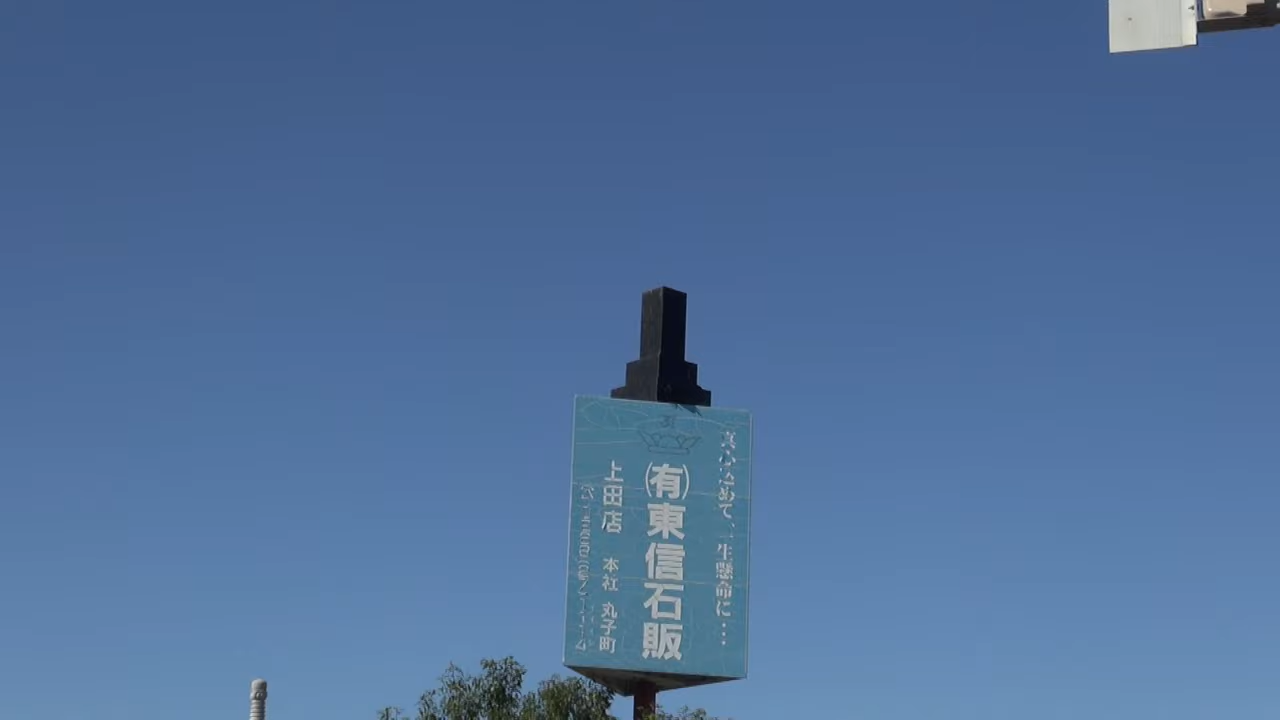 真心こめて、一生懸命に…
㈲東信石販
上田店 本社 丸子町